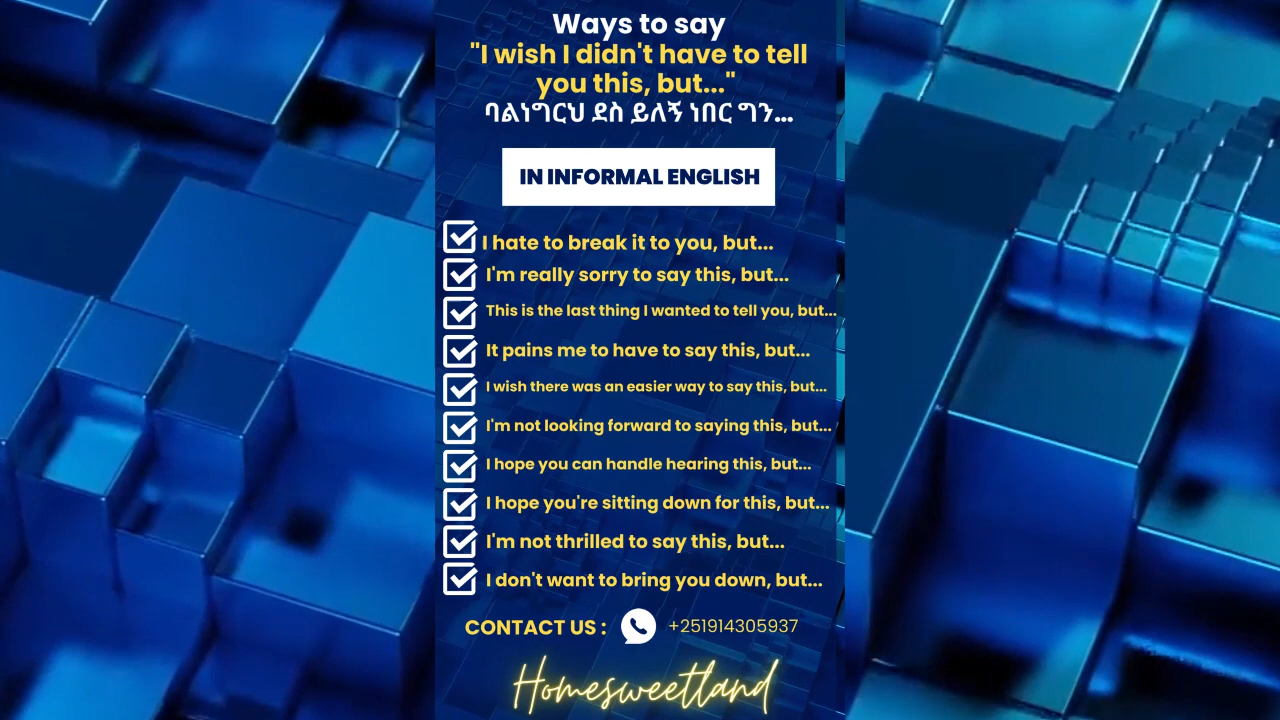 Ways to say
"I wish I didn't have to tell
you this, but..."
ባልነግርህ ደስ ይለኝ ነበር ግን...
IN INFORMAL ENGLISH
I hate to break it to you, but...
I'm really sorry to say this, but...
This is the last thing I wanted to tell you, but...
It pains me to have to say this, but...
I wish there was an easier way to say this, but...
I'm not looking forward to saying this, but...
I hope you can handle hearing this, but...
I hope you're sitting down for this, but...
I'm not thrilled to say this, but...
I don't want to bring you down, but...
CONTACT US : +251914305937
Homesweetland